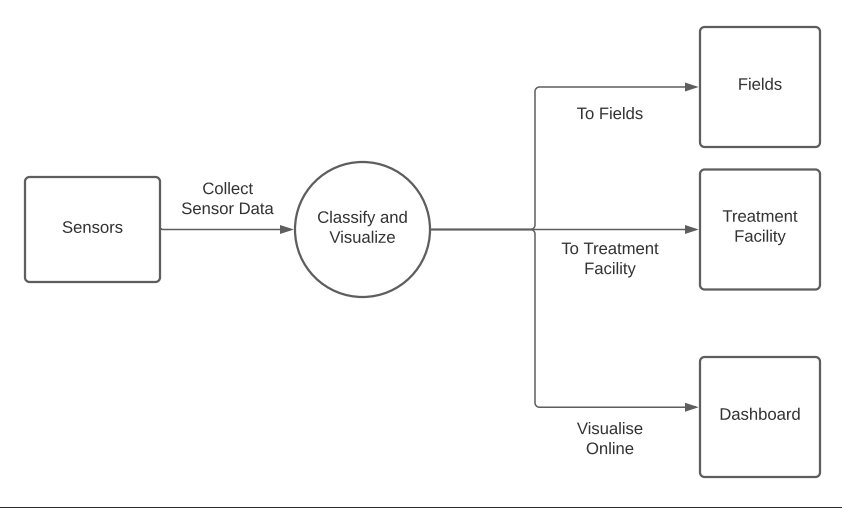 Sensors
Collect
Sensor Data
Classify and
Visualize
To Fields
Fields
To Treatment
Facility
Treatment
Facility
Visualise
Online
Dashboard